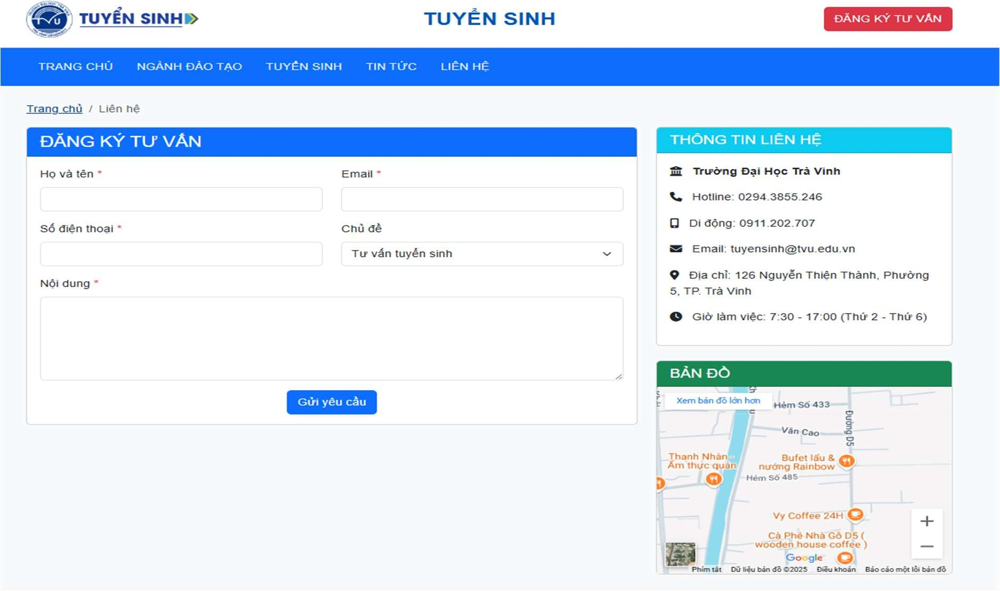 TVU
TUYỂN SINH
TUYỂN SINH
ĐĂNG KÝ TƯ VẤN
TRANG CHỦ NGÀNH ĐÀO TẠO TUYỂN SINH TIN TỨC LIÊN HỆ
Trang chủ / Liên hệ
ĐĂNG KÝ TƯ VẤN
Họ và tên *
Email *
Số điện thoại *
Chủ đề
Tư vấn tuyển sinh
Nội dung *
Gửi yêu cầu
THÔNG TIN LIÊN HỆ
Trường Đại Học Trà Vinh
Hotline: 0294.3855.246
Di động: 0911.202.707
Email: tuyensinh@tvu.edu.vn
Địa chỉ: 126 Nguyễn Thiện Thành, Phường
5, TP. Trà Vinh
Giờ làm việc: 7:30 - 17:00 (Thứ 2 - Thứ 6)
BẢN ĐỒ
Xem bản đồ lớn hơn
Hẻm Số 433
Đường D5
Văn Cao
Thanh Nhàn -
Ẩm thực quán
Bufet lẩu &
nướng Rainbow
Hẻm Số 485
Vy Coffee 24H
Cà Phê Nhà Gỗ D5 (
wooden house coffee )
Google
Phím tắt Dữ liệu bản đồ ©2025 Điều khoản Báo cáo một lỗi bản đồ